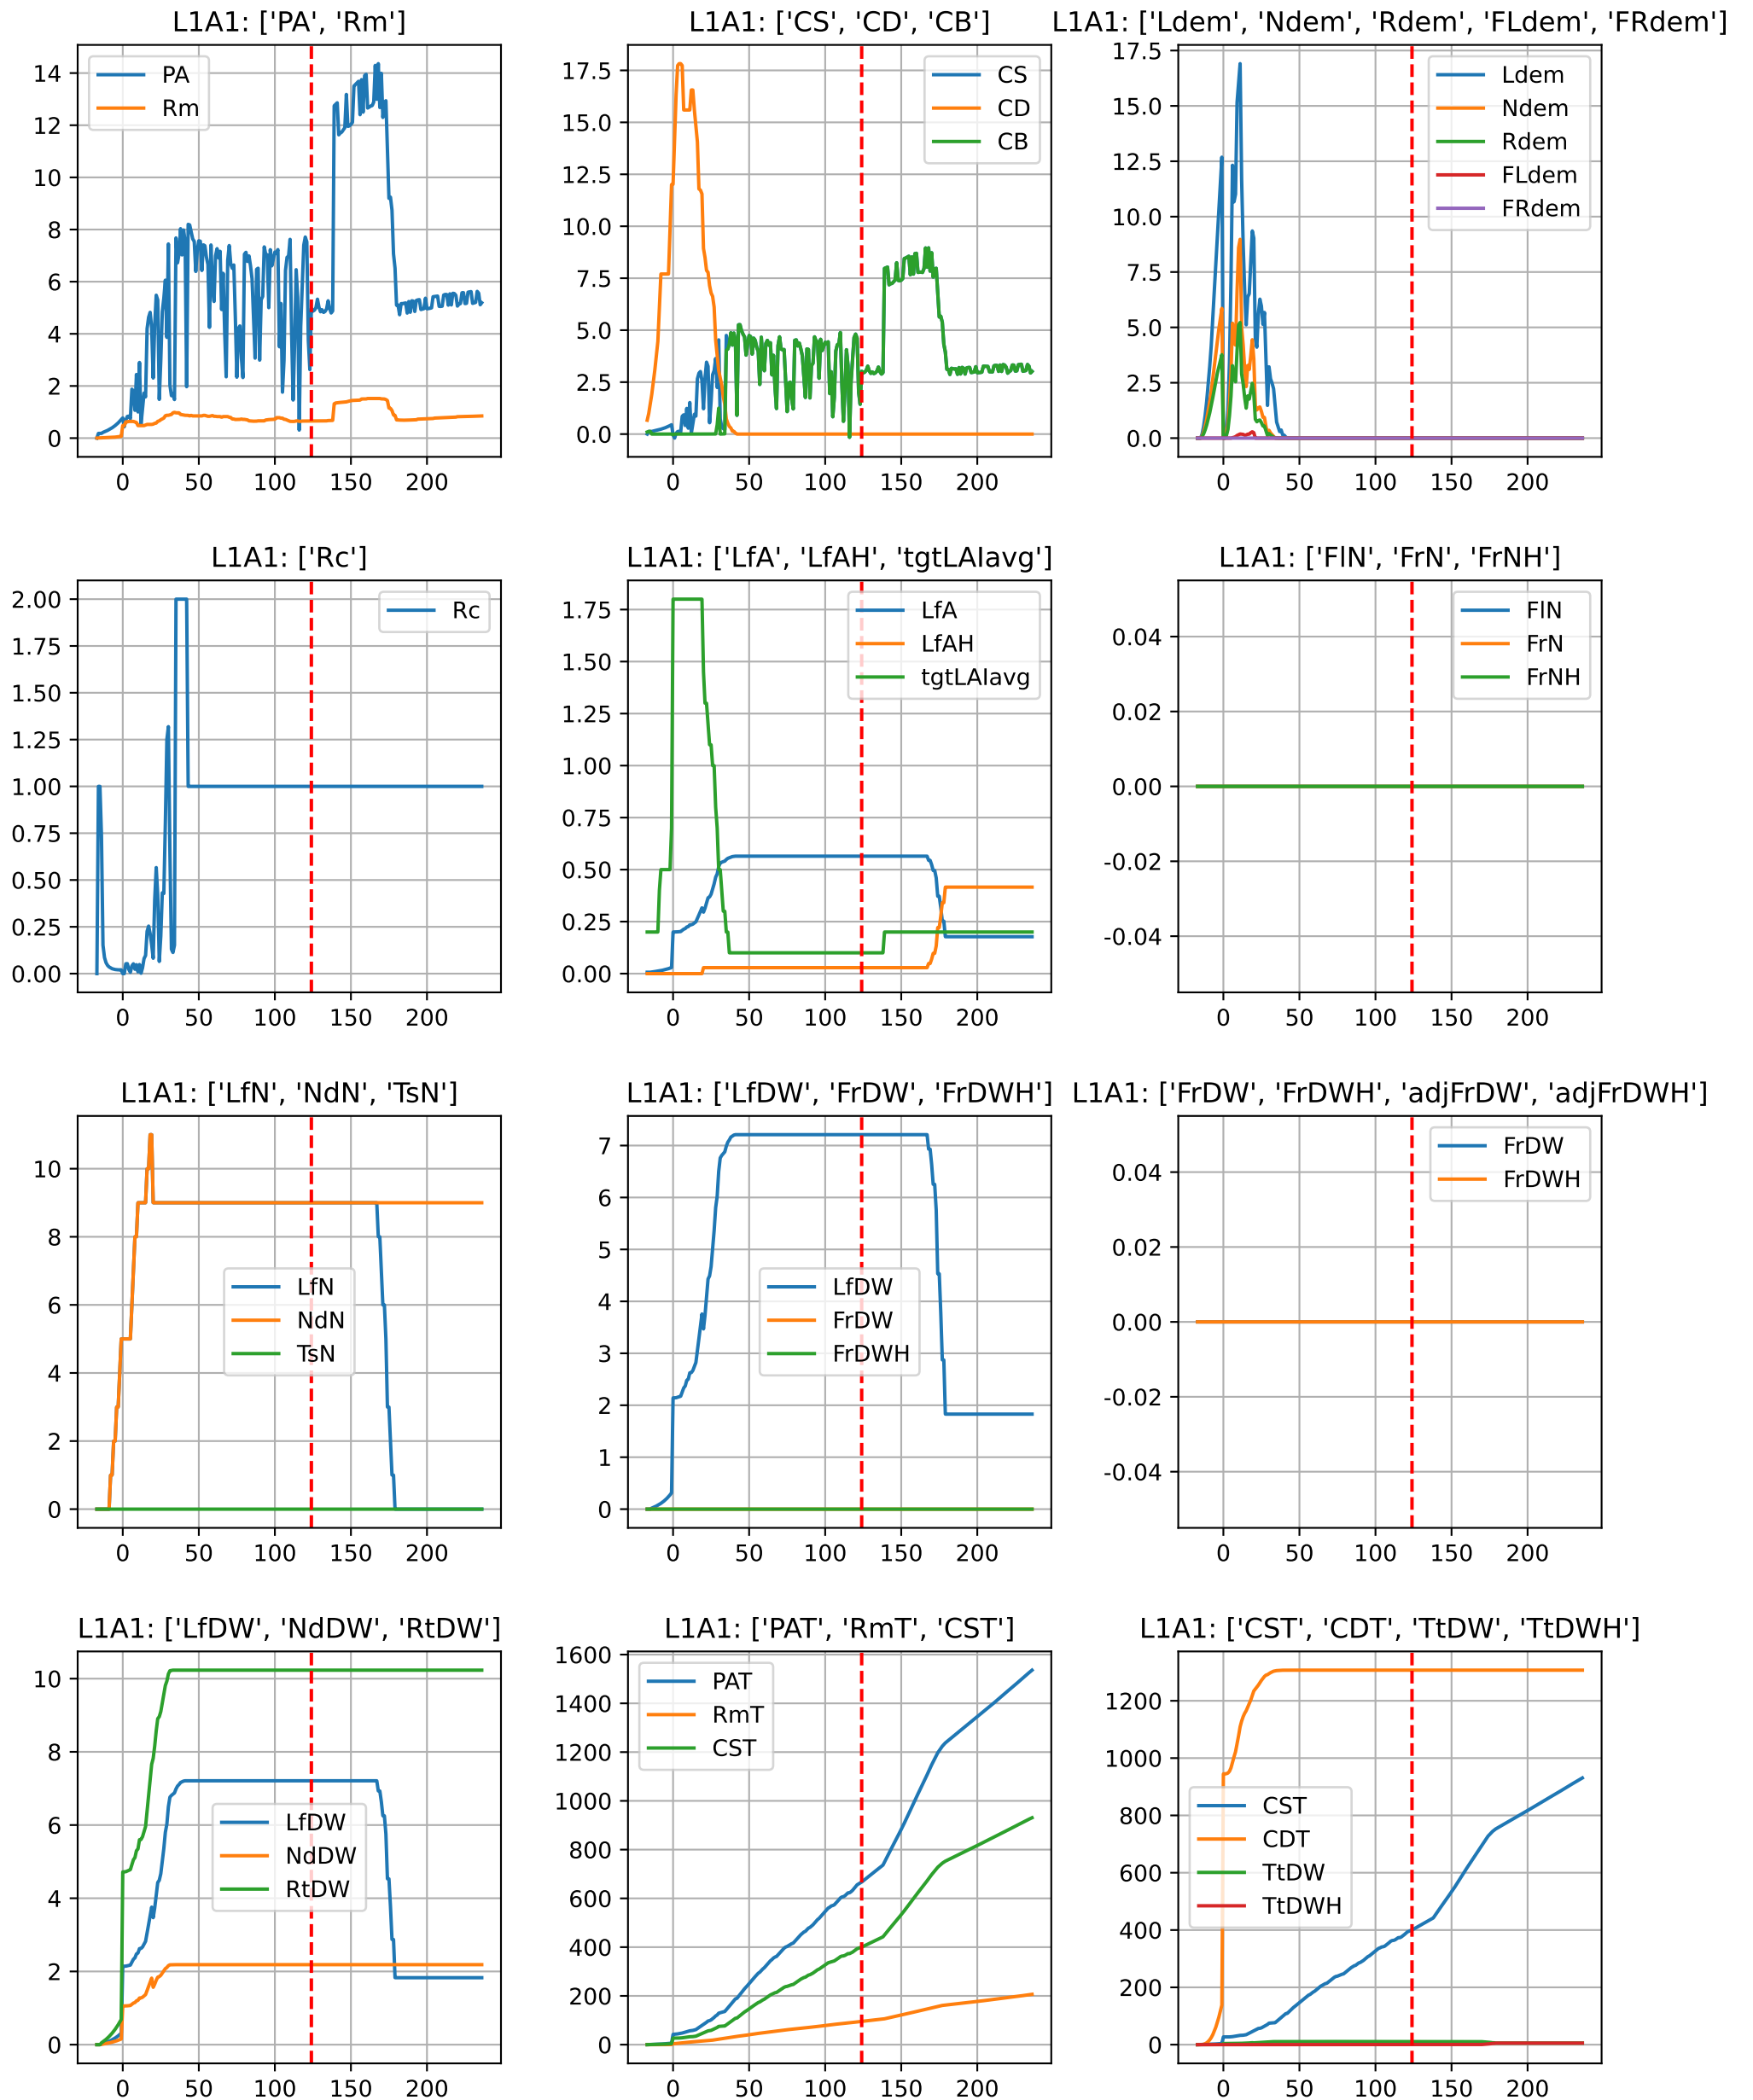 L1A1: ['PA', 'Rm']
14
12
10
8
6
4
2
0
0 50 100 150 200
PA
Rm
L1A1: ['CS', 'CD', 'CB']
17.5
15.0
12.5
10.0
7.5
5.0
2.5
0.0
0 50 100 150 200
CS
CD
CB
L1A1: ['Ldem', 'Ndem', 'Rdem', 'FLdem', 'FRdem']
17.5
15.0
12.5
10.0
7.5
5.0
2.5
0.0
0 50 100 150 200
Ldem
Ndem
Rdem
FLdem
FRdem
L1A1: ['Rc']
2.00
1.75
1.50
1.25
1.00
0.75
0.50
0.25
0.00
0 50 100 150 200
Rc
L1A1: ['LfA', 'LfAH', 'tgtLAIavg']
1.75
1.50
1.25
1.00
0.75
0.50
0.25
0.00
0 50 100 150 200
LfA
LfAH
tgtLAIavg
L1A1: ['FlN', 'FrN', 'FrNH']
0.04
0.02
0.00
-0.02
-0.04
0 50 100 150 200
FlN
FrN
FrNH
L1A1: ['LfN', 'NdN', 'TsN']
10
8
6
4
2
0
0 50 100 150 200
LfN
NdN
TsN
L1A1: ['LfDW', 'FrDW', 'FrDWH']
7
6
5
4
3
2
1
0
0 50 100 150 200
LfDW
FrDW
FrDWH
L1A1: ['FrDW', 'FrDWH', 'adjFrDW', 'adjFrDWH']
0.04
0.02
0.00
-0.02
-0.04
0 50 100 150 200
FrDW
FrDWH
L1A1: ['LfDW', 'NdDW', 'RtDW']
10
8
6
4
2
0
0 50 100 150 200
LfDW
NdDW
RtDW
L1A1: ['PAT', 'RmT', 'CST']
1600
1400
1200
1000
800
600
400
200
0
0 50 100 150 200
PAT
RmT
CST
L1A1: ['CST', 'CDT', 'TtDW', 'TtDWH']
1200
1000
800
600
400
200
0
0 50 100 150 200
CST
CDT
TtDW
TtDWH